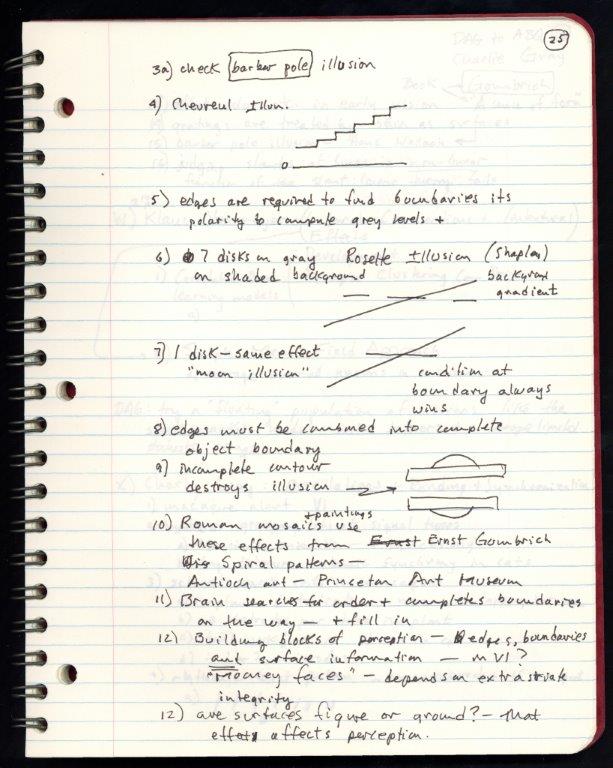 25
3a) check barber pole illusion
4) Chevreul Illun.
0
5) edges are required to find boundaries its
polarity to compute grey levels +
6) 7 disks on gray Rosette Illusion (Shapley)
on shaded background background
gradient
7) 1 disk - same effect
"moon illusion" condition at
boundary always
wins
8) edges must be combined into complete
object boundary
9) incomplete contour
destroys illusion
10) Roman mosaics + paintings use
these effects from Ernst Ernst Gombrich
Spiral patterns -
Antioch art - Princeton Art Museum
11) Brain searches for order + completes boundaries
on the way - + fill in
12) Building blocks of perception - edges, boundaries
and surface information - in V1?
"Mooney faces" - depends on extrastriate
integrity
12) are surfaces figure or ground? - that
effects affects perception.